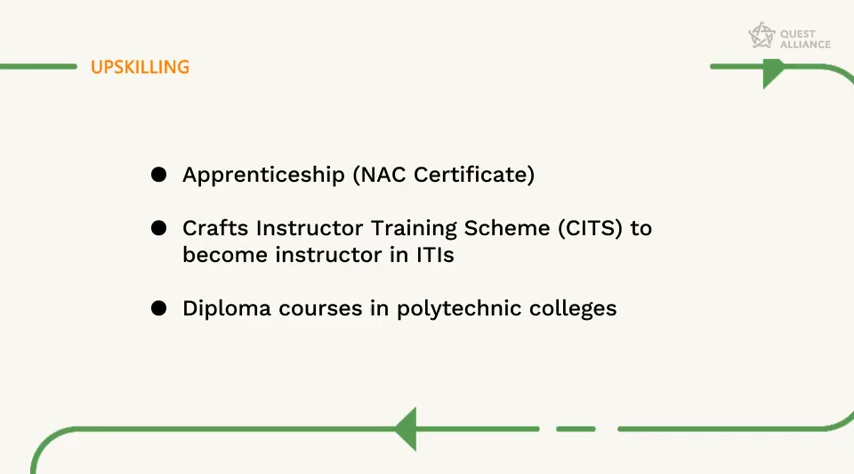 QUEST
ALLIANCE
UPSKILLING
● Apprenticeship (NAC Certificate)
● Crafts Instructor Training Scheme (CITS) to
become instructor in ITIs
● Diploma courses in polytechnic colleges